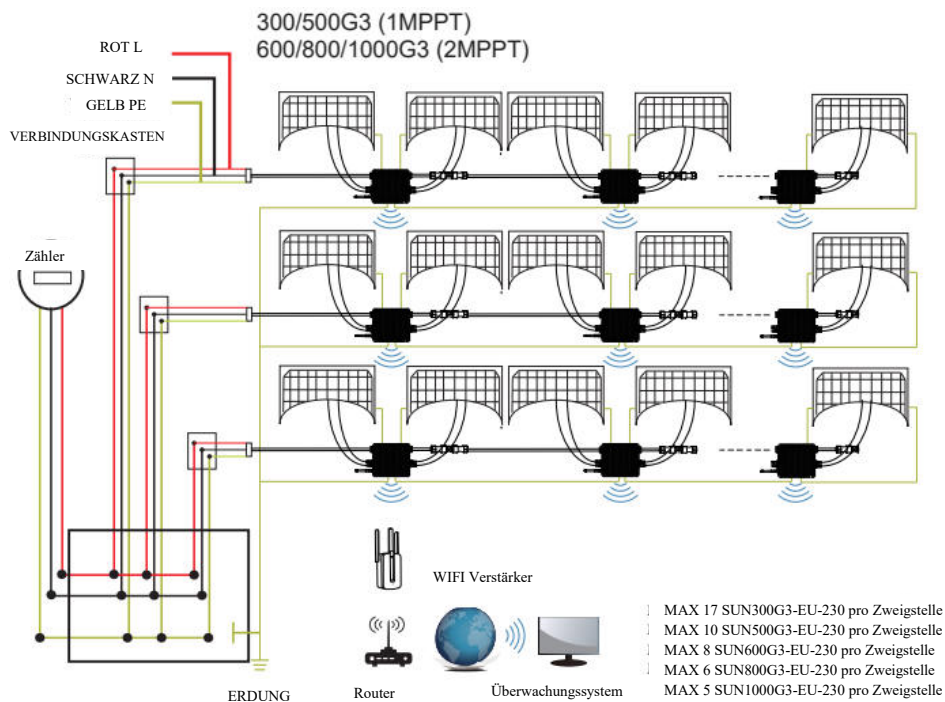 300/500G3 (1MPPT)
600/800/1000G3 (2MPPT)
ROT L
SCHWARZ N
GELB PE
VERBINDUNGSKASTEN
Zähler
WIFI Verstärker
MAX 17 SUN300G3-EU-230 pro Zweigstelle
MAX 10 SUN500G3-EU-230 pro Zweigstelle
MAX 8 SUN600G3-EU-230 pro Zweigstelle
MAX 6 SUN800G3-EU-230 pro Zweigstelle
MAX 5 SUN1000G3-EU-230 pro Zweigstelle
ERDUNG
Router
Überwachungssystem